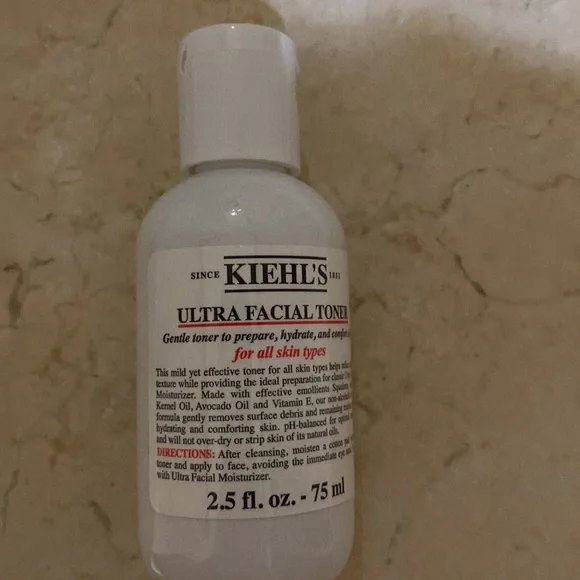 SINCE KIEHL'S 1851
ULTRA FACIAL TONER
Gentle toner to prepare, hydrate, and comfort
for all skin types
This mild yet effective toner for all skin types helps
texture while providing the ideal preparation for
Moisturizer. Made with effective emollients
Kernel Oil, Avocado Oil and Vitamin E, our non-
formula gently removes surface debris and remaining
hydrating and comforting skin. pH-balanced for
and will not over-dry or strip skin of its natural oils.
DIRECTIONS: After cleansing, moisten a cotton
toner and apply to face, avoiding the immediate eye
with Ultra Facial Moisturizer.
2.5 fl. oz. - 75 ml